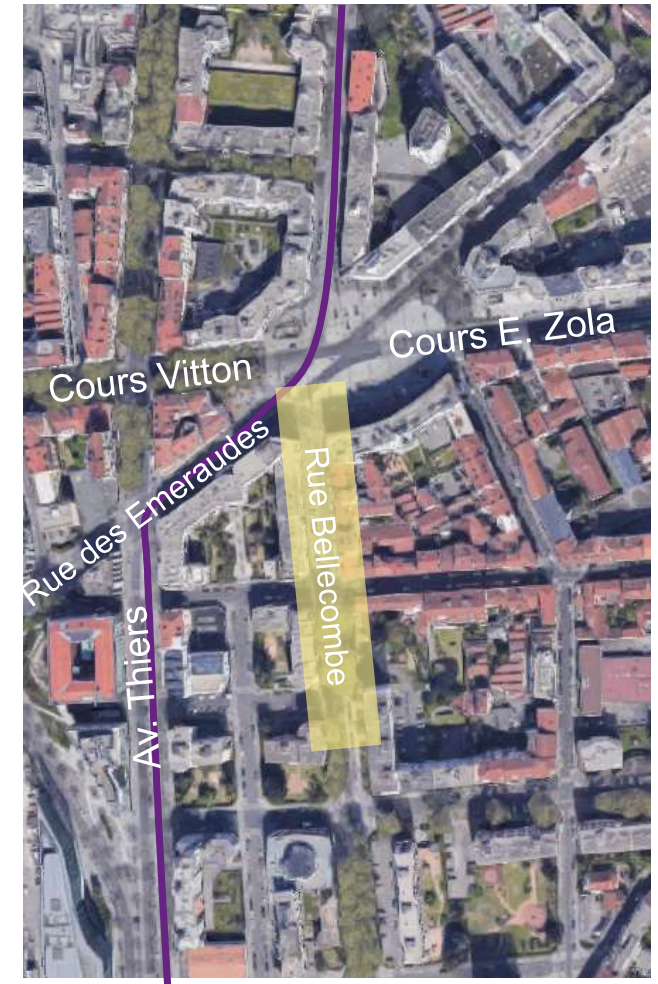 Cours E. Zola
Cours Vitton
Rue des Emeraudes
Rue Bellecombe
Av. Thiers